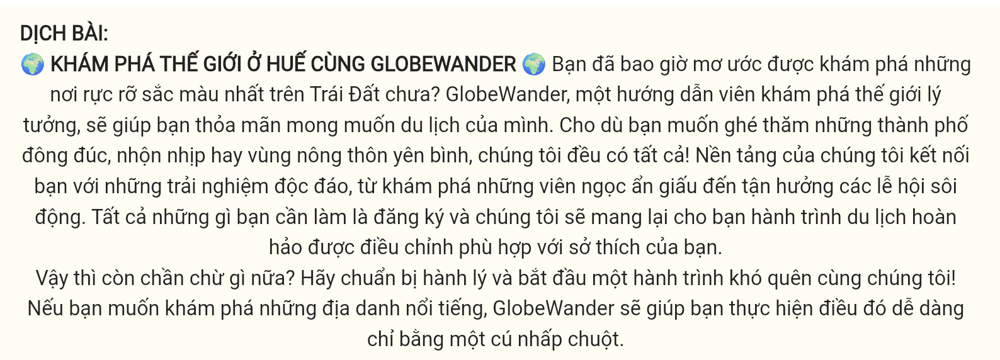 DỊCH BÀI:
🌍 KHÁM PHÁ THẾ GIỚI Ở HUẾ CÙNG GLOBEWANDER 🌍 Bạn đã bao giờ mơ ước được khám phá những
nơi rực rỡ sắc màu nhất trên Trái Đất chưa? GlobeWander, một hướng dẫn viên khám phá thế giới lý
tưởng, sẽ giúp bạn thỏa mãn mong muốn du lịch của mình. Cho dù bạn muốn ghé thăm những thành phố
đông đúc, nhộn nhịp hay vùng nông thôn yên bình, chúng tôi đều có tất cả! Nền tảng của chúng tôi kết nối
bạn với những trải nghiệm độc đáo, từ khám phá những viên ngọc ẩn giấu đến tận hưởng các lễ hội sôi
động. Tất cả những gì bạn cần làm là đăng ký và chúng tôi sẽ mang lại cho bạn hành trình du lịch hoàn
hảo được điều chỉnh phù hợp với sở thích của bạn.
Vậy thì còn chần chừ gì nữa? Hãy chuẩn bị hành lý và bắt đầu một hành trình khó quên cùng chúng tôi!
Nếu bạn muốn khám phá những địa danh nổi tiếng, GlobeWander sẽ giúp bạn thực hiện điều đó dễ dàng
chỉ bằng một cú nhấp chuột.